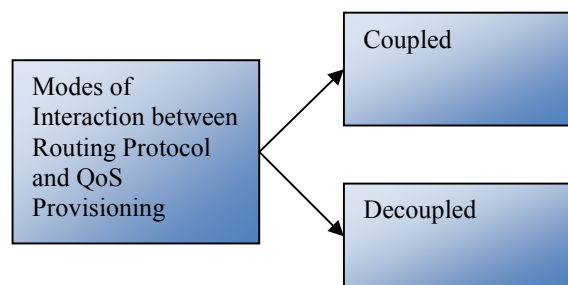 Modes of
Interaction between
Routing Protocol
and QoS
Provisioning
Coupled
Decoupled